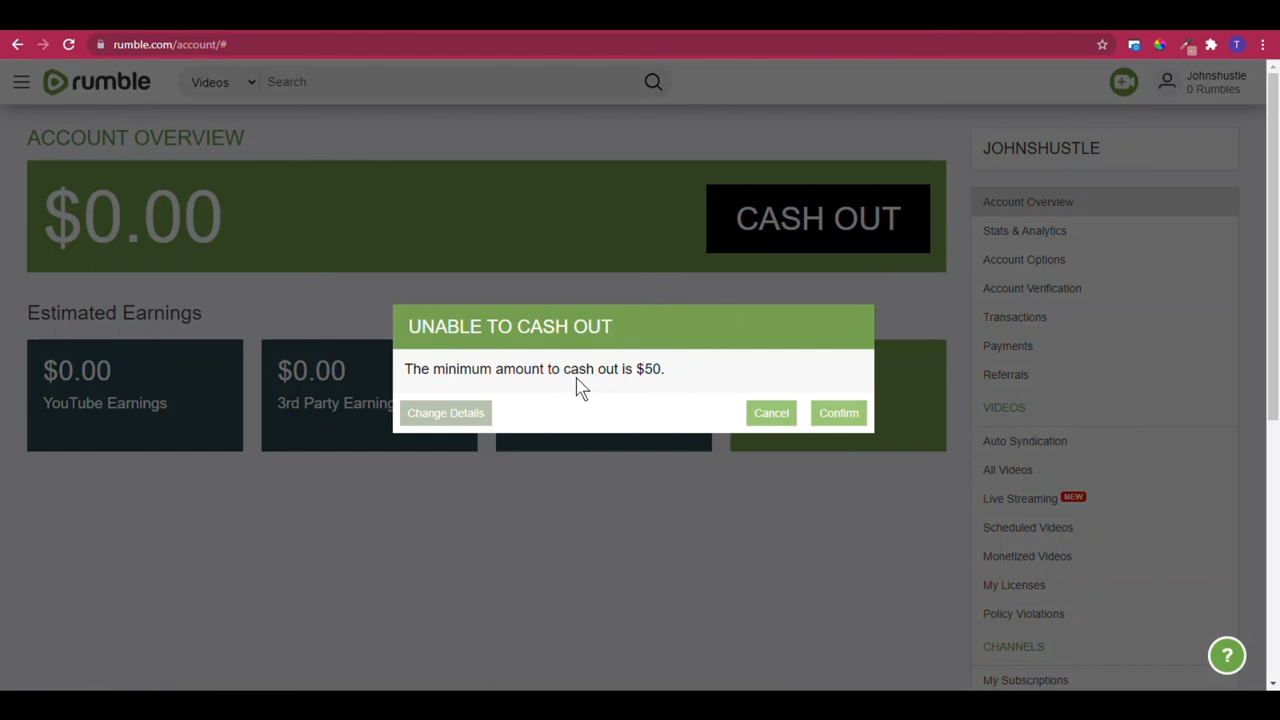 rumble.com/account/#
T
rumble
Videos
Search
Johnshustle
0 Rumbles
ACCOUNT OVERVIEW
$0.00
CASH OUT
Estimated Earnings
$0.00
YouTube Earnings
$0.00
3rd Party Earning
UNABLE TO CASH OUT
The minimum amount to cash out is $50.
Change Details
Cancel
Confirm
JOHNSHUSTLE
Account Overview
Stats & Analytics
Account Options
Account Verification
Transactions
Payments
Referrals
VIDEOS
Auto Syndication
All Videos
Live Streaming NEW
Scheduled Videos
Monetized Videos
My Licenses
Policy Violations
CHANNELS
My Subscriptions
?